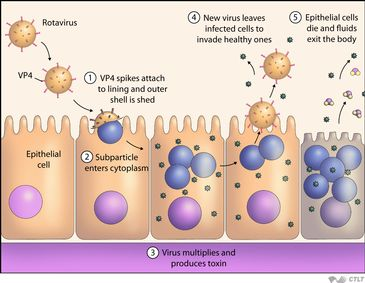 Rotavirus
VP4
1 VP4 spikes attach
to lining and outer
shell is shed
Epithelial
cell
2 Subparticle
enters cytoplasm
3 Virus multiplies and
produces toxin
4 New virus leaves
infected cells to
invade healthy ones
5 Epithelial cells
die and fluids
exit the body
CTLT